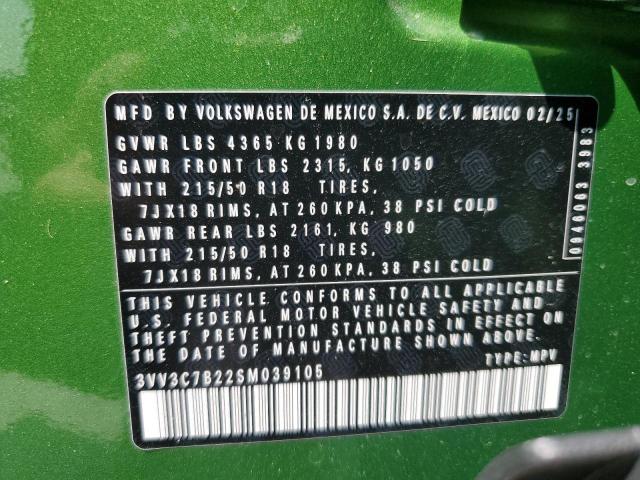 MFD BY VOLKSWAGEN DE MEXICO S.A. DE C.V. MEXICO 02/25
GVWR LBS 4365 KG 1980
GAWR FRONT LBS 2315, KG 1050
WITH 215/50 R18 TIRES,
7JX18 RIMS, AT 260 KPA, 38 PSI COLD
GAWR REAR LBS 2161, KG 980
WITH 215/50 R18 TIRES,
7JX18 RIMS, AT 260 KPA, 38 PSI COLD
0946063 3983
THIS VEHICLE CONFORMS TO ALL APPLICABLE
U.S. FEDERAL MOTOR VEHICLE SAFETY AND
THEFT PREVENTION STANDARDS IN EFFECT ON
THE DATE OF MANUFACTURE SHOWN ABOVE.
3VV3C7B22SM039105 TYPE: MPV